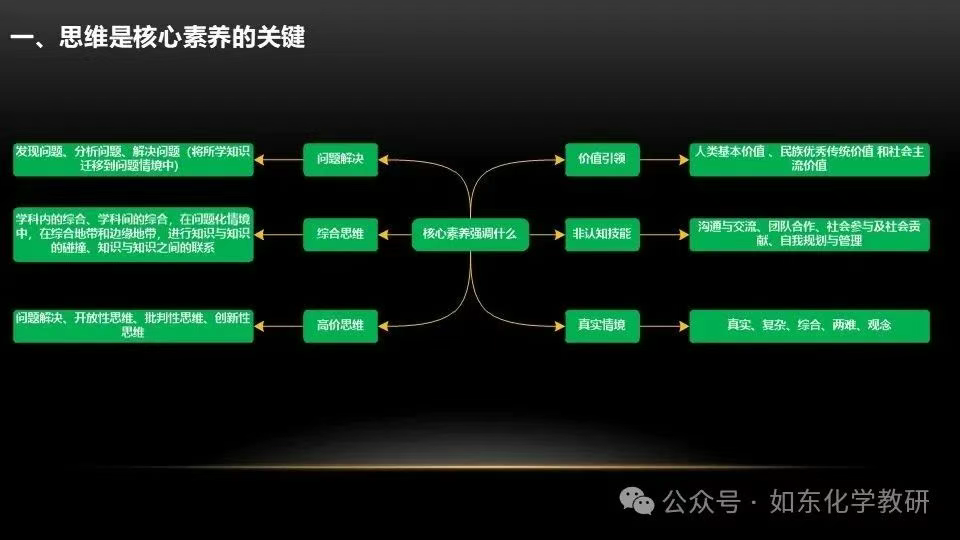 一、思维是核心素养的关键
发现问题、分析问题、解决问题（将所学知识
迁移到问题情境中）
问题解决
价值引领
人类基本价值 、民族优秀传统价值 和社会主
流价值
学科内的综合、学科间的综合，在问题化情境
中，在综合地带和边缘地带，进行知识与知识
的碰撞、知识与知识之间的联系
综合思维
核心素养强调什么
非认知技能
沟通与交流、团队合作、社会参与及社会贡
献、自我规划与管理
问题解决、开放性思维、批判性思维、创新性
思维
高价思维
真实情境
真实、复杂、综合、两难、观念
公众号 · 如东化学教研